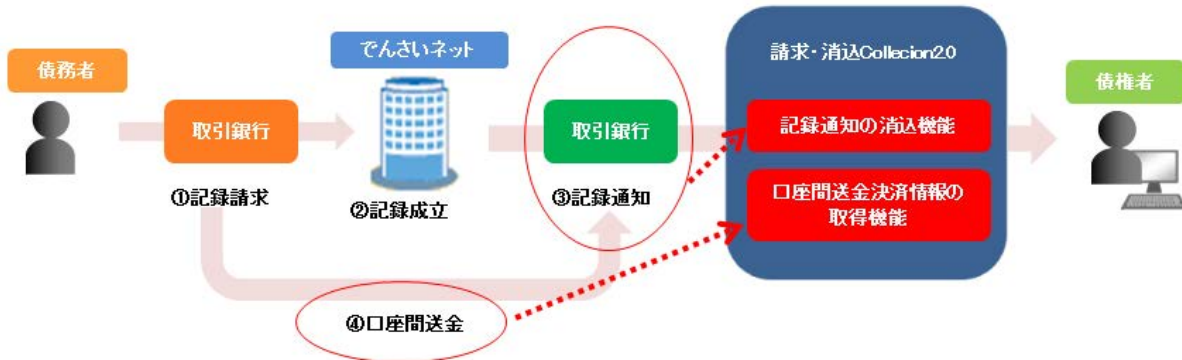 債務者
取引銀行
①記録請求
でんさいネット
②記録成立
取引銀行
③記録通知
④口座間送金
請求・消込Collecion2.0
記録通知の消込機能
口座間送金決済情報の
取得機能
債権者